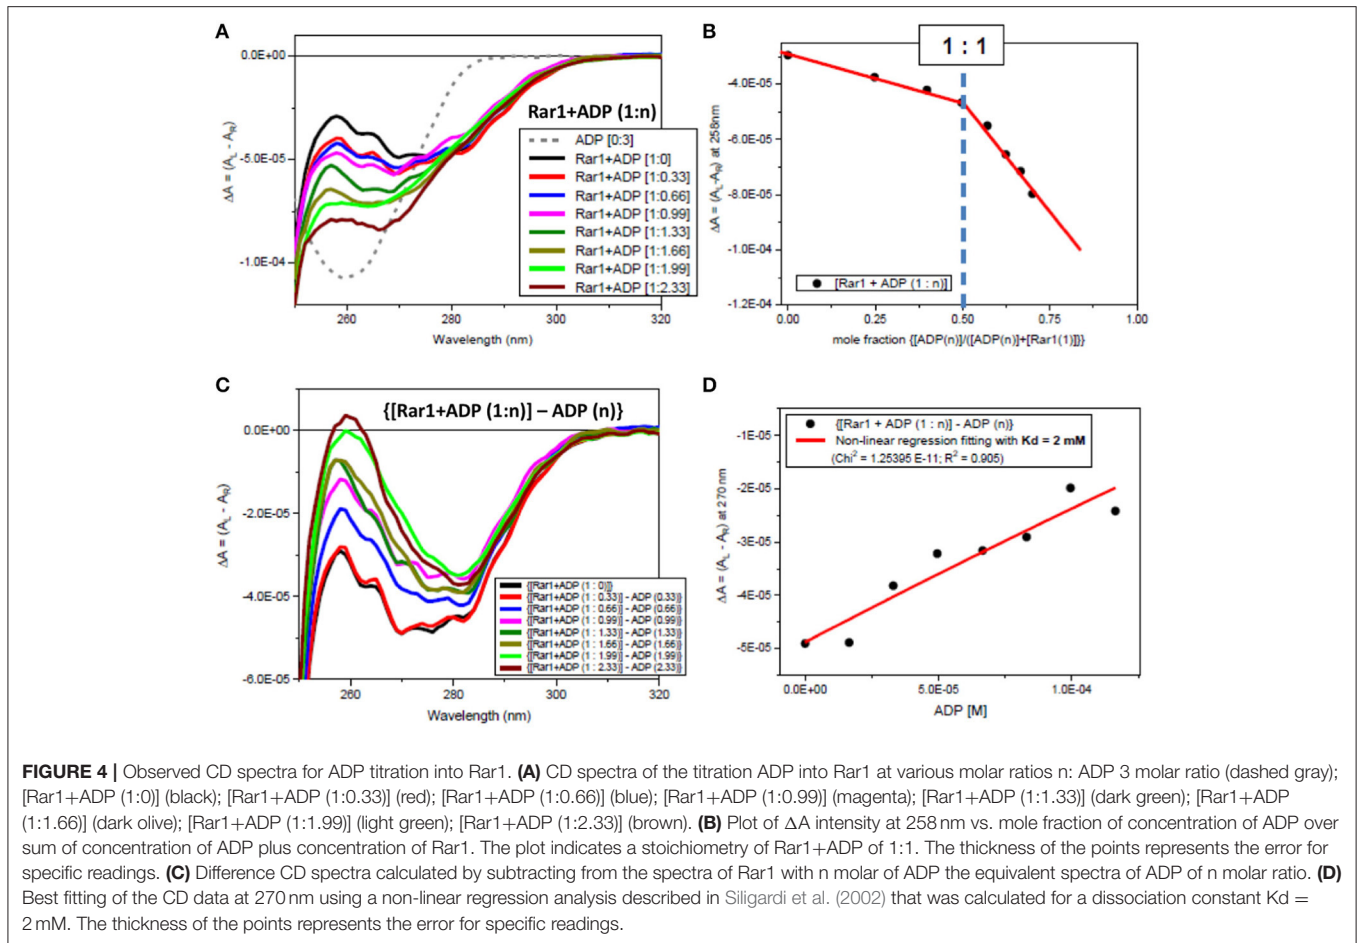 A
0.0E+00
-5.0E-05
-1.0E-04
ΔA = (A_L - A_R)
Rar1+ADP (1:n)
ADP [0:3]
Rar1+ADP [1:0]
Rar1+ADP [1:0.33]
Rar1+ADP [1:0.66]
Rar1+ADP [1:0.99]
Rar1+ADP [1:1.33]
Rar1+ADP [1:1.66]
Rar1+ADP [1:1.99]
Rar1+ADP [1:2.33]
260 280 300 320
Wavelength (nm)
B
1 : 1
-4.0E-05
-6.0E-05
-8.0E-05
-1.0E-04
-1.2E-04
ΔA = (A_L-A_R) at 258nm
[Rar1 + ADP (1 : n)]
0.00 0.25 0.50 0.75 1.00
mole fraction {[ADP(n)]/([ADP(n)]+[Rar1(1)])}
C
{[Rar1+ADP (1:n)] – ADP (n)}
0.0E+00
-2.0E-05
-4.0E-05
-6.0E-05
ΔA = (A_L - A_R)
{[Rar1+ADP (1 : 0)]}
{[Rar1+ADP (1 : 0.33)] - ADP (0.33)}
{[Rar1+ADP (1 : 0.66)] - ADP (0.66)}
{[Rar1+ADP (1 : 0.99)] - ADP (0.99)}
{[Rar1+ADP (1 : 1.33)] - ADP (1.33)}
{[Rar1+ADP (1 : 1.66)] - ADP (1.66)}
{[Rar1+ADP (1 : 1.99)] - ADP (1.99)}
{[Rar1+ADP (1 : 2.33)] - ADP (2.33)}
260 280 300 320
Wavelength (nm)
D
{[Rar1 + ADP (1 : n)] - ADP (n)}
Non-linear regression fitting with Kd = 2 mM
(Chi² = 1.25395 E-11; R² = 0.905)
-1E-05
-2E-05
-3E-05
-4E-05
-5E-05
ΔA = (A_L - A_R) at 270 nm
0.0E+00 5.0E-05 1.0E-04
ADP [M]
FIGURE 4 | Observed CD spectra for ADP titration into Rar1. (A) CD spectra of the titration ADP into Rar1 at various molar ratios n: ADP 3 molar ratio (dashed gray);
[Rar1+ADP (1:0)] (black); [Rar1+ADP (1:0.33)] (red); [Rar1+ADP (1:0.66)] (blue); [Rar1+ADP (1:0.99)] (magenta); [Rar1+ADP (1:1.33)] (dark green); [Rar1+ADP
(1:1.66)] (dark olive); [Rar1+ADP (1:1.99)] (light green); [Rar1+ADP (1:2.33)] (brown). (B) Plot of ΔA intensity at 258 nm vs. mole fraction of concentration of ADP over
sum of concentration of ADP plus concentration of Rar1. The plot indicates a stoichiometry of Rar1+ADP of 1:1. The thickness of the points represents the error for
specific readings. (C) Difference CD spectra calculated by subtracting from the spectra of Rar1 with n molar of ADP the equivalent spectra of ADP of n molar ratio. (D)
Best fitting of the CD data at 270 nm using a non-linear regression analysis described in Siligardi et al. (2002) that was calculated for a dissociation constant Kd =
2 mM. The thickness of the points represents the error for specific readings.